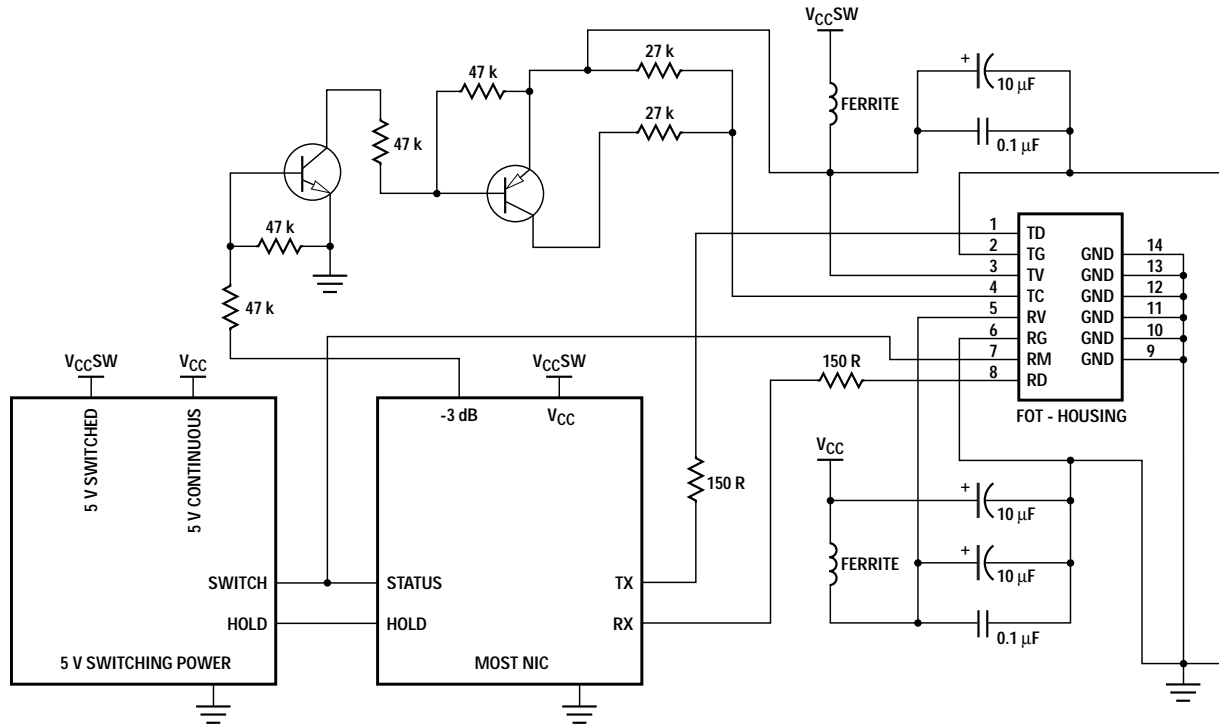 VCCSW
27 k
+
10 µF
47 k
FERRITE
27 k
0.1 µF
47 k
47 k
1 TD
2 TG GND 14
3 TV GND 13
4 TC GND 12
5 RV GND 11
6 RG GND 10
7 RM GND 9
8 RD
FOT - HOUSING
47 k
150 R
VCCSW
VCC
VCCSW
5 V SWITCHED
5 V CONTINUOUS
-3 dB
VCC
150 R
VCC
+
10 µF
FERRITE
+
10 µF
0.1 µF
SWITCH
STATUS
TX
HOLD
HOLD
RX
5 V SWITCHING POWER
MOST NIC